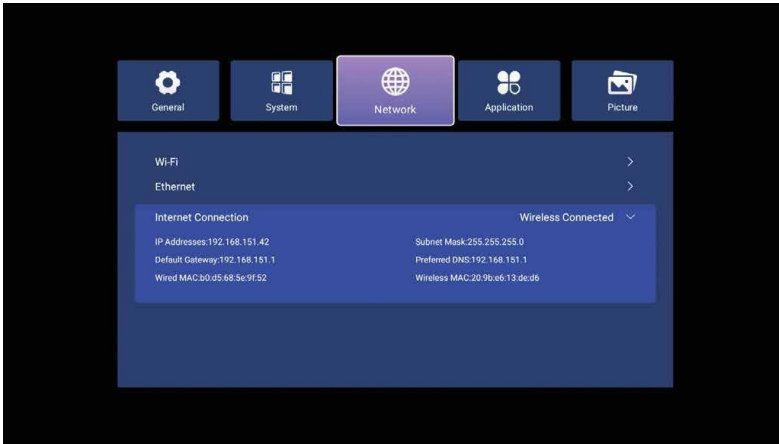 General System Network Application Picture
Wi-Fi
Ethernet
Internet Connection Wireless Connected
IP Addresses:192.168.151.42 Subnet Mask:255.255.255.0
Default Gateway:192.168.151.1 Preferred DNS:192.168.151.1
Wired MAC:b0:d5:68:5e:9f:52 Wireless MAC:20:9b:e6:13:de:d6